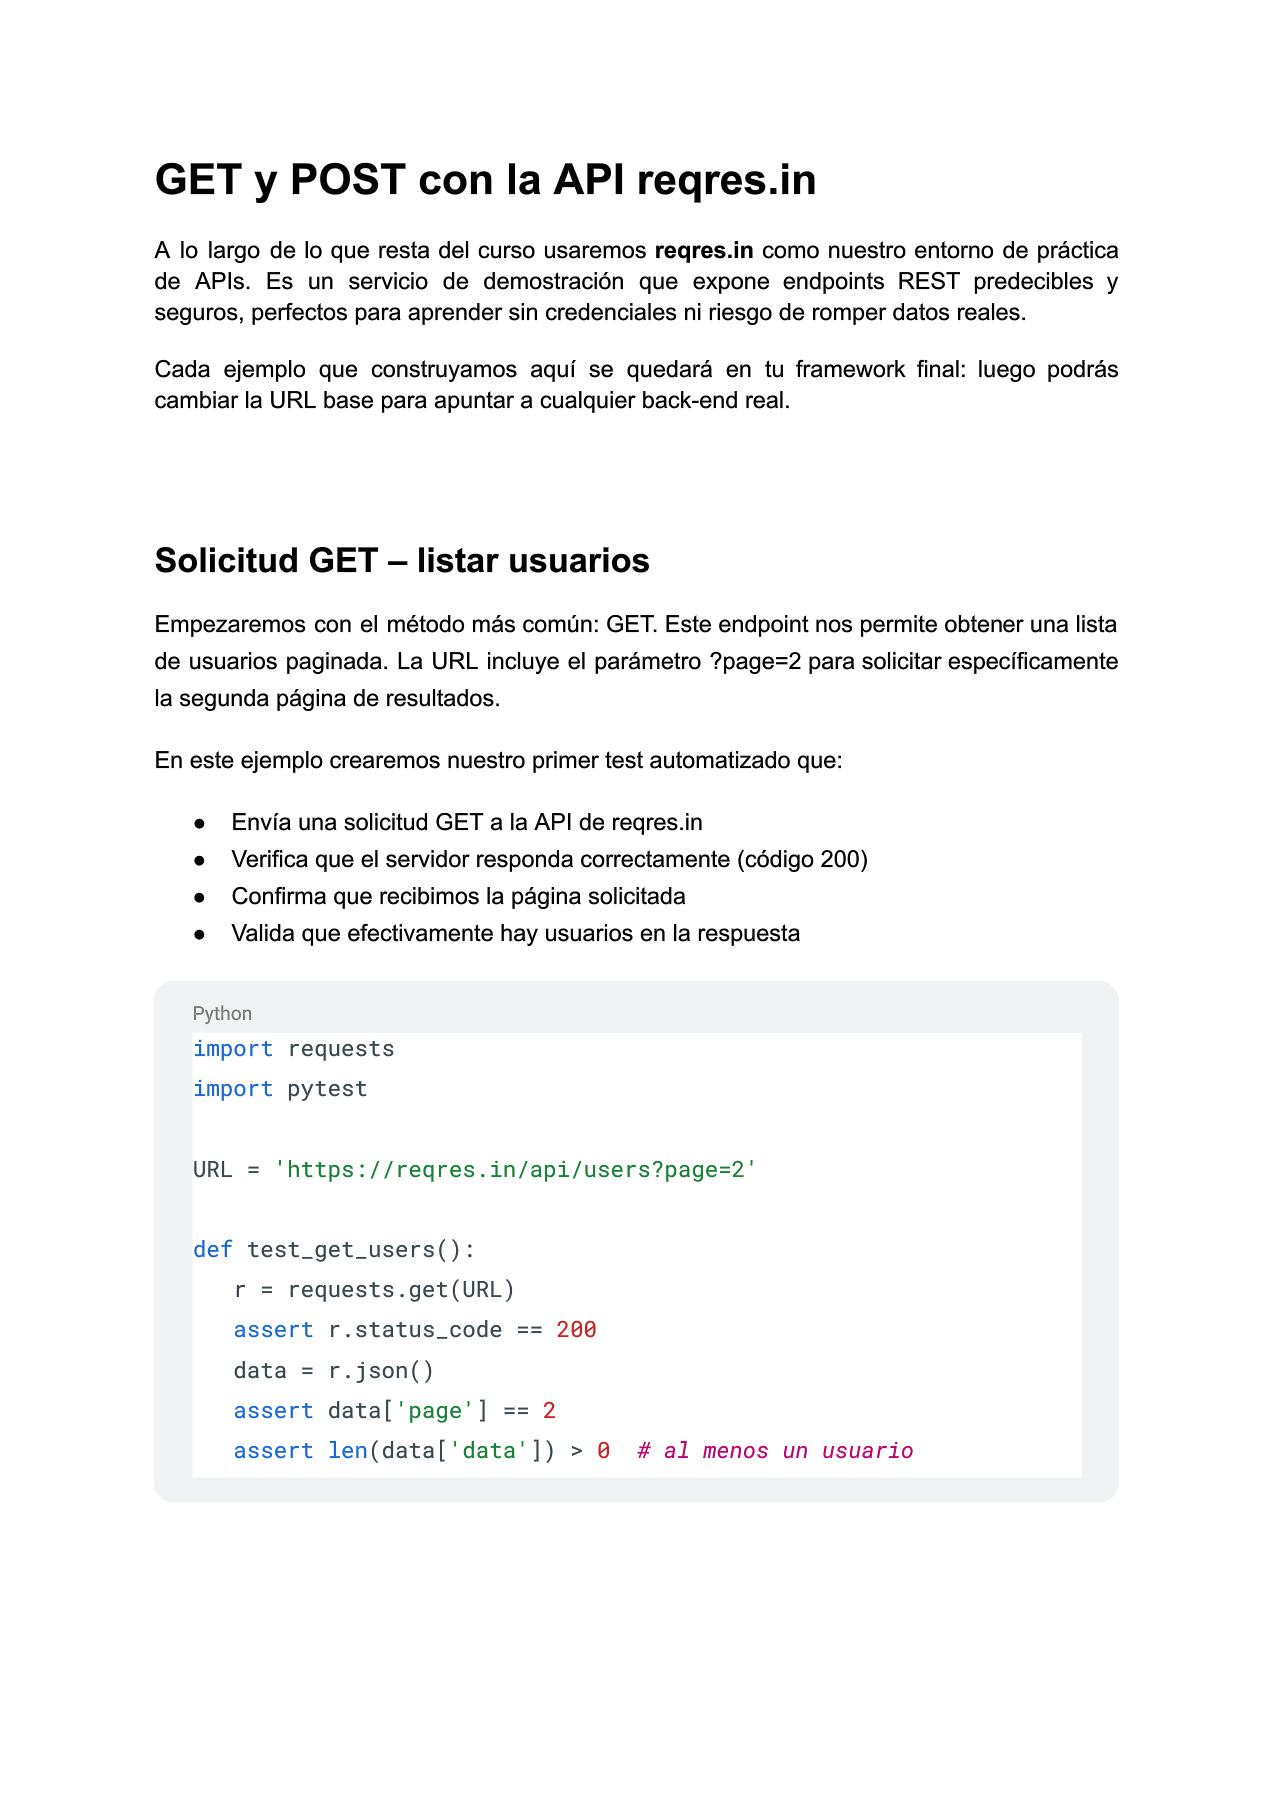 GET y POST con la API reqres.in
A lo largo de lo que resta del curso usaremos reqres.in como nuestro entorno de práctica
de APIs. Es un servicio de demostración que expone endpoints REST predecibles y
seguros, perfectos para aprender sin credenciales ni riesgo de romper datos reales.
Cada ejemplo que construyamos aquí se quedará en tu framework final: luego podrás
cambiar la URL base para apuntar a cualquier back-end real.
Solicitud GET – listar usuarios
Empezaremos con el método más común: GET. Este endpoint nos permite obtener una lista
de usuarios paginada. La URL incluye el parámetro ?page=2 para solicitar específicamente
la segunda página de resultados.
En este ejemplo crearemos nuestro primer test automatizado que:
● Envía una solicitud GET a la API de reqres.in
● Verifica que el servidor responda correctamente (código 200)
● Confirma que recibimos la página solicitada
● Valida que efectivamente hay usuarios en la respuesta
Python
import requests
import pytest
URL = 'https://reqres.in/api/users?page=2'
def test_get_users():
   r = requests.get(URL)
   assert r.status_code == 200
   data = r.json()
   assert data['page'] == 2
   assert len(data['data']) > 0  # al menos un usuario